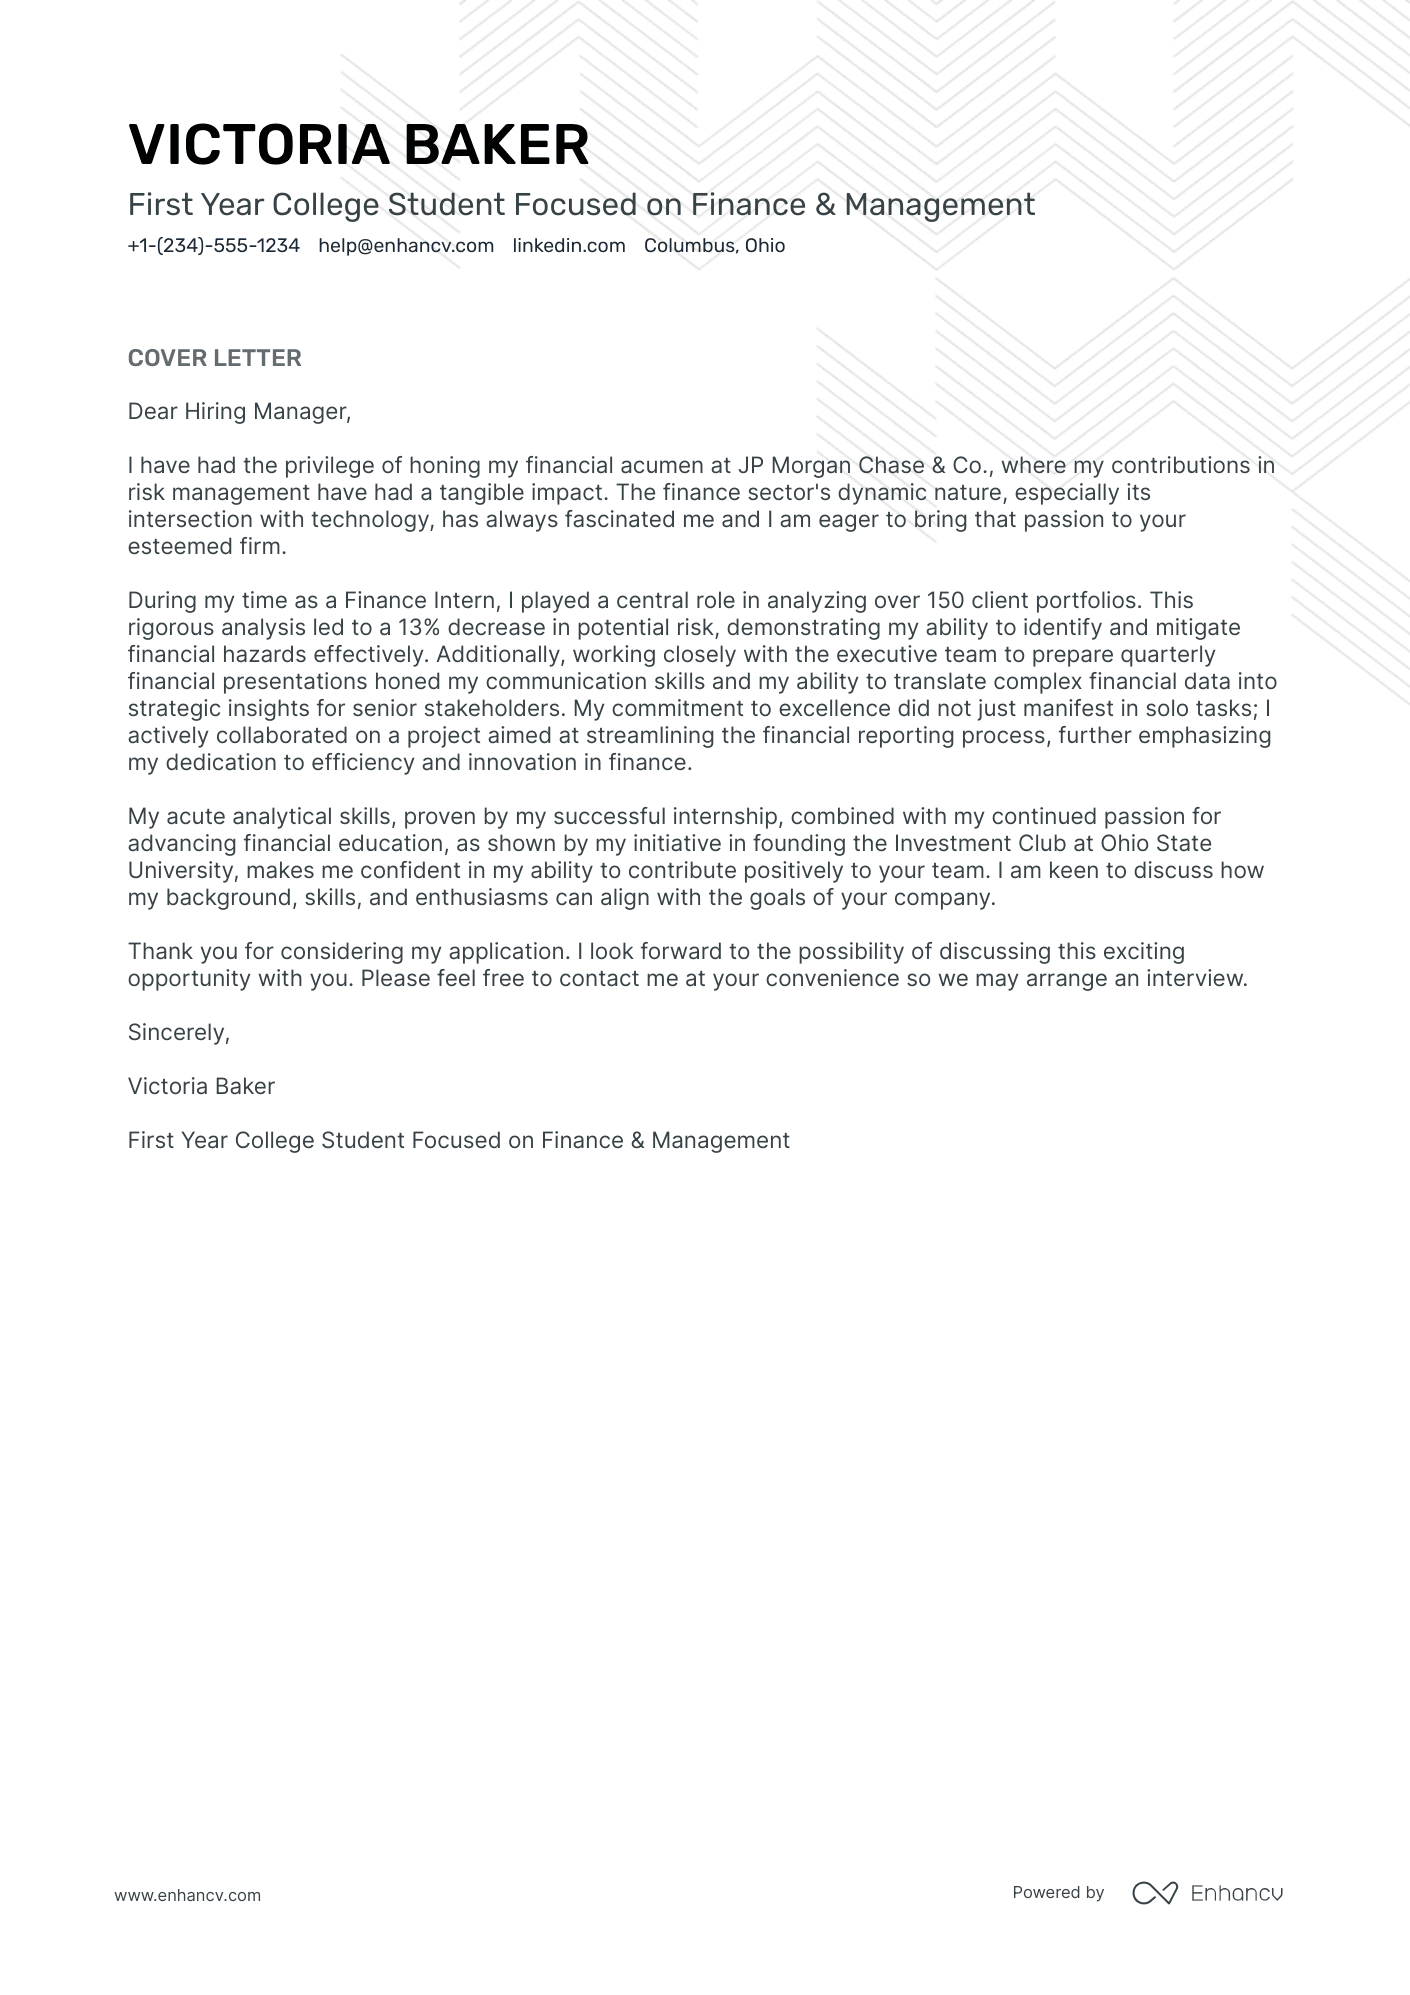 VICTORIA BAKER
First Year College Student Focused on Finance & Management
+1-(234)-555-1234 help@enhancv.com linkedin.com Columbus, Ohio
COVER LETTER
Dear Hiring Manager,
I have had the privilege of honing my financial acumen at JP Morgan Chase & Co., where my contributions in
risk management have had a tangible impact. The finance sector's dynamic nature, especially its
intersection with technology, has always fascinated me and I am eager to bring that passion to your
esteemed firm.
During my time as a Finance Intern, I played a central role in analyzing over 150 client portfolios. This
rigorous analysis led to a 13% decrease in potential risk, demonstrating my ability to identify and mitigate
financial hazards effectively. Additionally, working closely with the executive team to prepare quarterly
financial presentations honed my communication skills and my ability to translate complex financial data into
strategic insights for senior stakeholders. My commitment to excellence did not just manifest in solo tasks; I
actively collaborated on a project aimed at streamlining the financial reporting process, further emphasizing
my dedication to efficiency and innovation in finance.
My acute analytical skills, proven by my successful internship, combined with my continued passion for
advancing financial education, as shown by my initiative in founding the Investment Club at Ohio State
University, makes me confident in my ability to contribute positively to your team. I am keen to discuss how
my background, skills, and enthusiasms can align with the goals of your company.
Thank you for considering my application. I look forward to the possibility of discussing this exciting
opportunity with you. Please feel free to contact me at your convenience so we may arrange an interview.
Sincerely,
Victoria Baker
First Year College Student Focused on Finance & Management
www.enhancv.com Powered by Enhancv